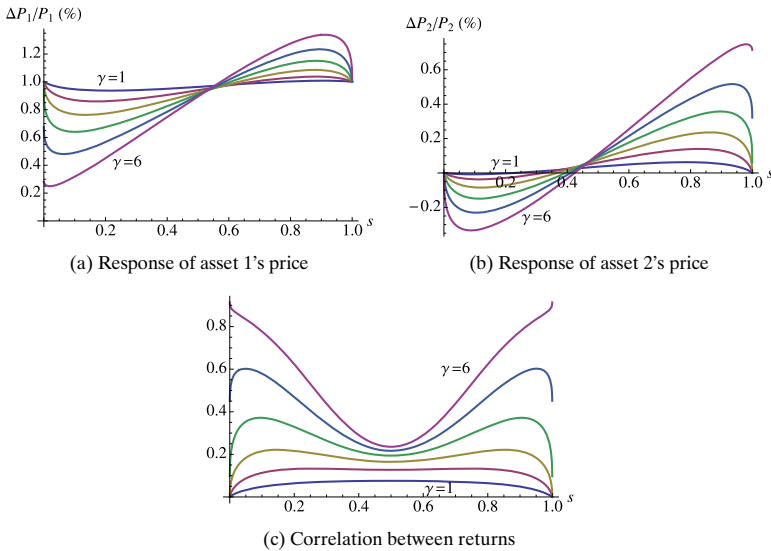 ΔP₁/P₁ (%)
1.2
1.0
0.8
0.6
0.4
0.2
γ=1
γ=6
0.2 0.4 0.6 0.8 1.0 s
(a) Response of asset 1's price
ΔP₂/P₂ (%)
0.6
0.4
0.2
−0.2
γ=1
γ=6
0.2 0.4 0.6 0.8 1.0 s
(b) Response of asset 2's price
0.8
0.6
0.4
0.2
γ=6
γ=1
0.2 0.4 0.6 0.8 1.0 s
(c) Correlation between returns